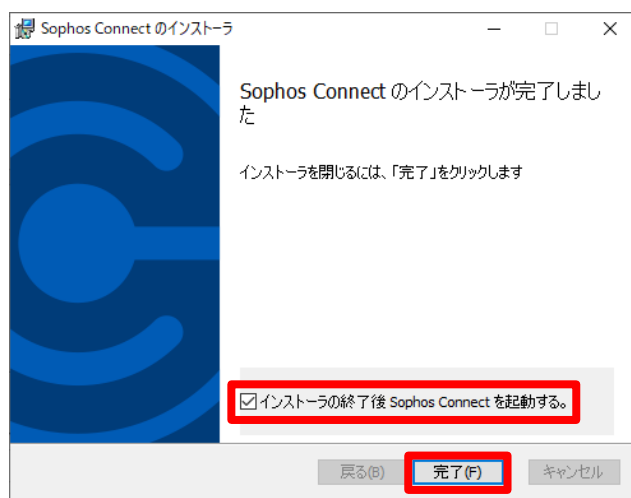 Sophos Connect のインストーラ
Sophos Connect のインストーラが完了しまし
た
インストーラを閉じるには、「完了」をクリックします
インストーラの終了後 Sophos Connect を起動する。
戻る(B)
完了(F)
キャンセル